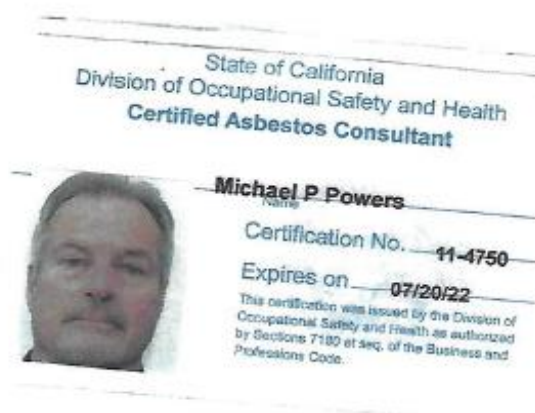 State of California
Division of Occupational Safety and Health
Certified Asbestos Consultant
Michael P Powers
Name
Certification No. 11-4750
Expires on 07/20/22
This certification was issued by the Division of
Occupational Safety and Health as authorized
by Sections 7180 et seq. of the Business and
Professions Code.